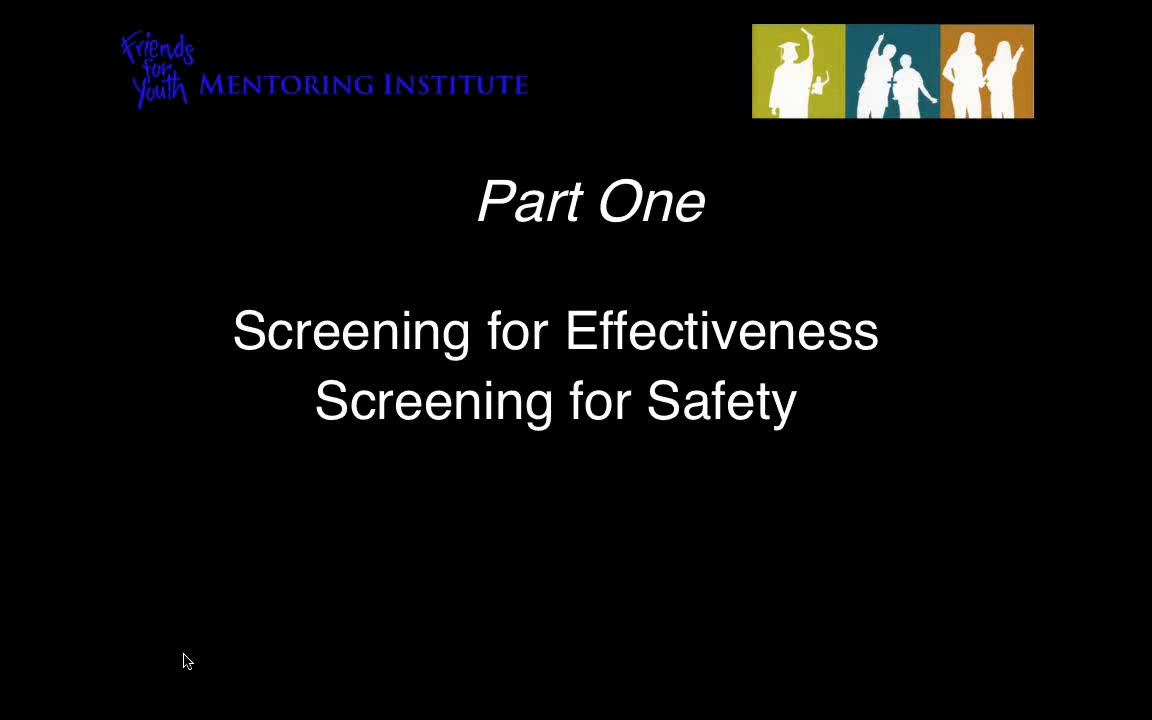 Friends
for
Youth MENTORING INSTITUTE
Part One
Screening for Effectiveness
Screening for Safety